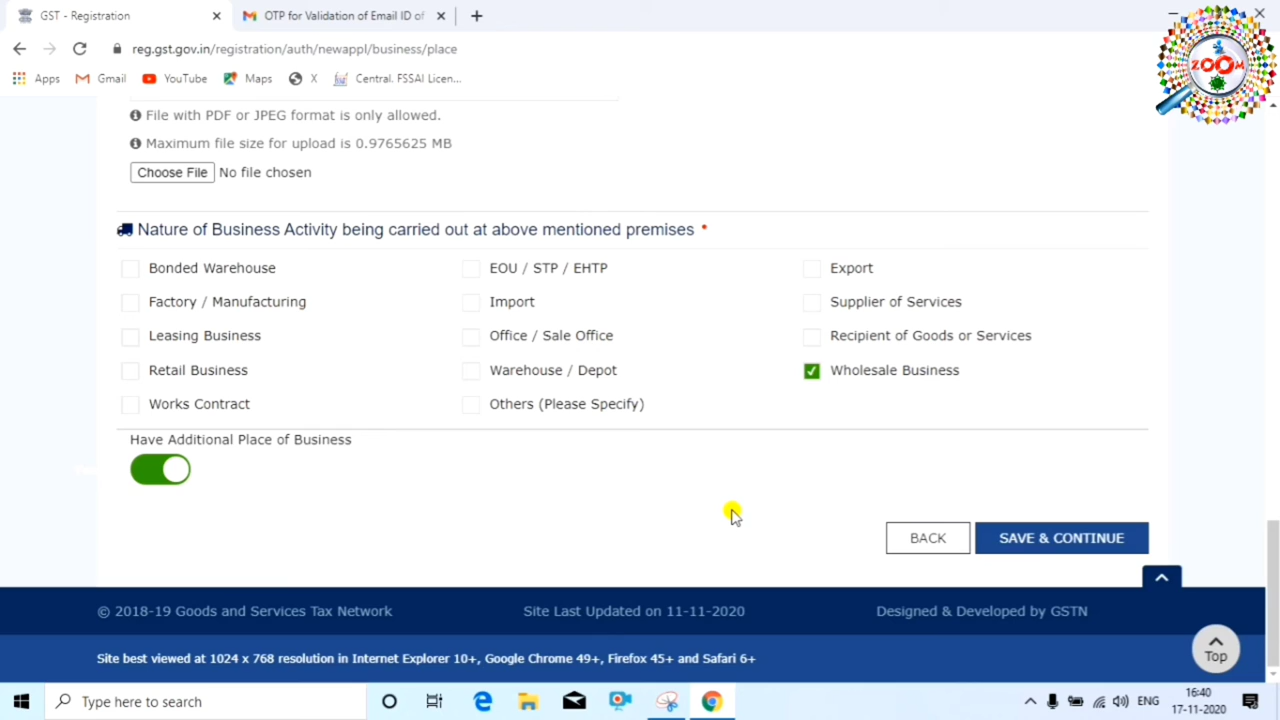 GST - Registration
OTP for Validation of Email ID of
reg.gst.gov.in/registration/auth/newappl/business/place
Apps Gmail YouTube Maps X Central. FSSAI Licen...
ZOOM
File with PDF or JPEG format is only allowed.
Maximum file size for upload is 0.9765625 MB
Choose File No file chosen
Nature of Business Activity being carried out at above mentioned premises *
Bonded Warehouse EOU / STP / EHTP Export
Factory / Manufacturing Import Supplier of Services
Leasing Business Office / Sale Office Recipient of Goods or Services
Retail Business Warehouse / Depot Wholesale Business
Works Contract Others (Please Specify)
Have Additional Place of Business
BACK SAVE & CONTINUE
© 2018-19 Goods and Services Tax Network Site Last Updated on 11-11-2020 Designed & Developed by GSTN
Site best viewed at 1024 x 768 resolution in Internet Explorer 10+, Google Chrome 49+, Firefox 45+ and Safari 6+
Top
Type here to search
ENG
16:40
17-11-2020